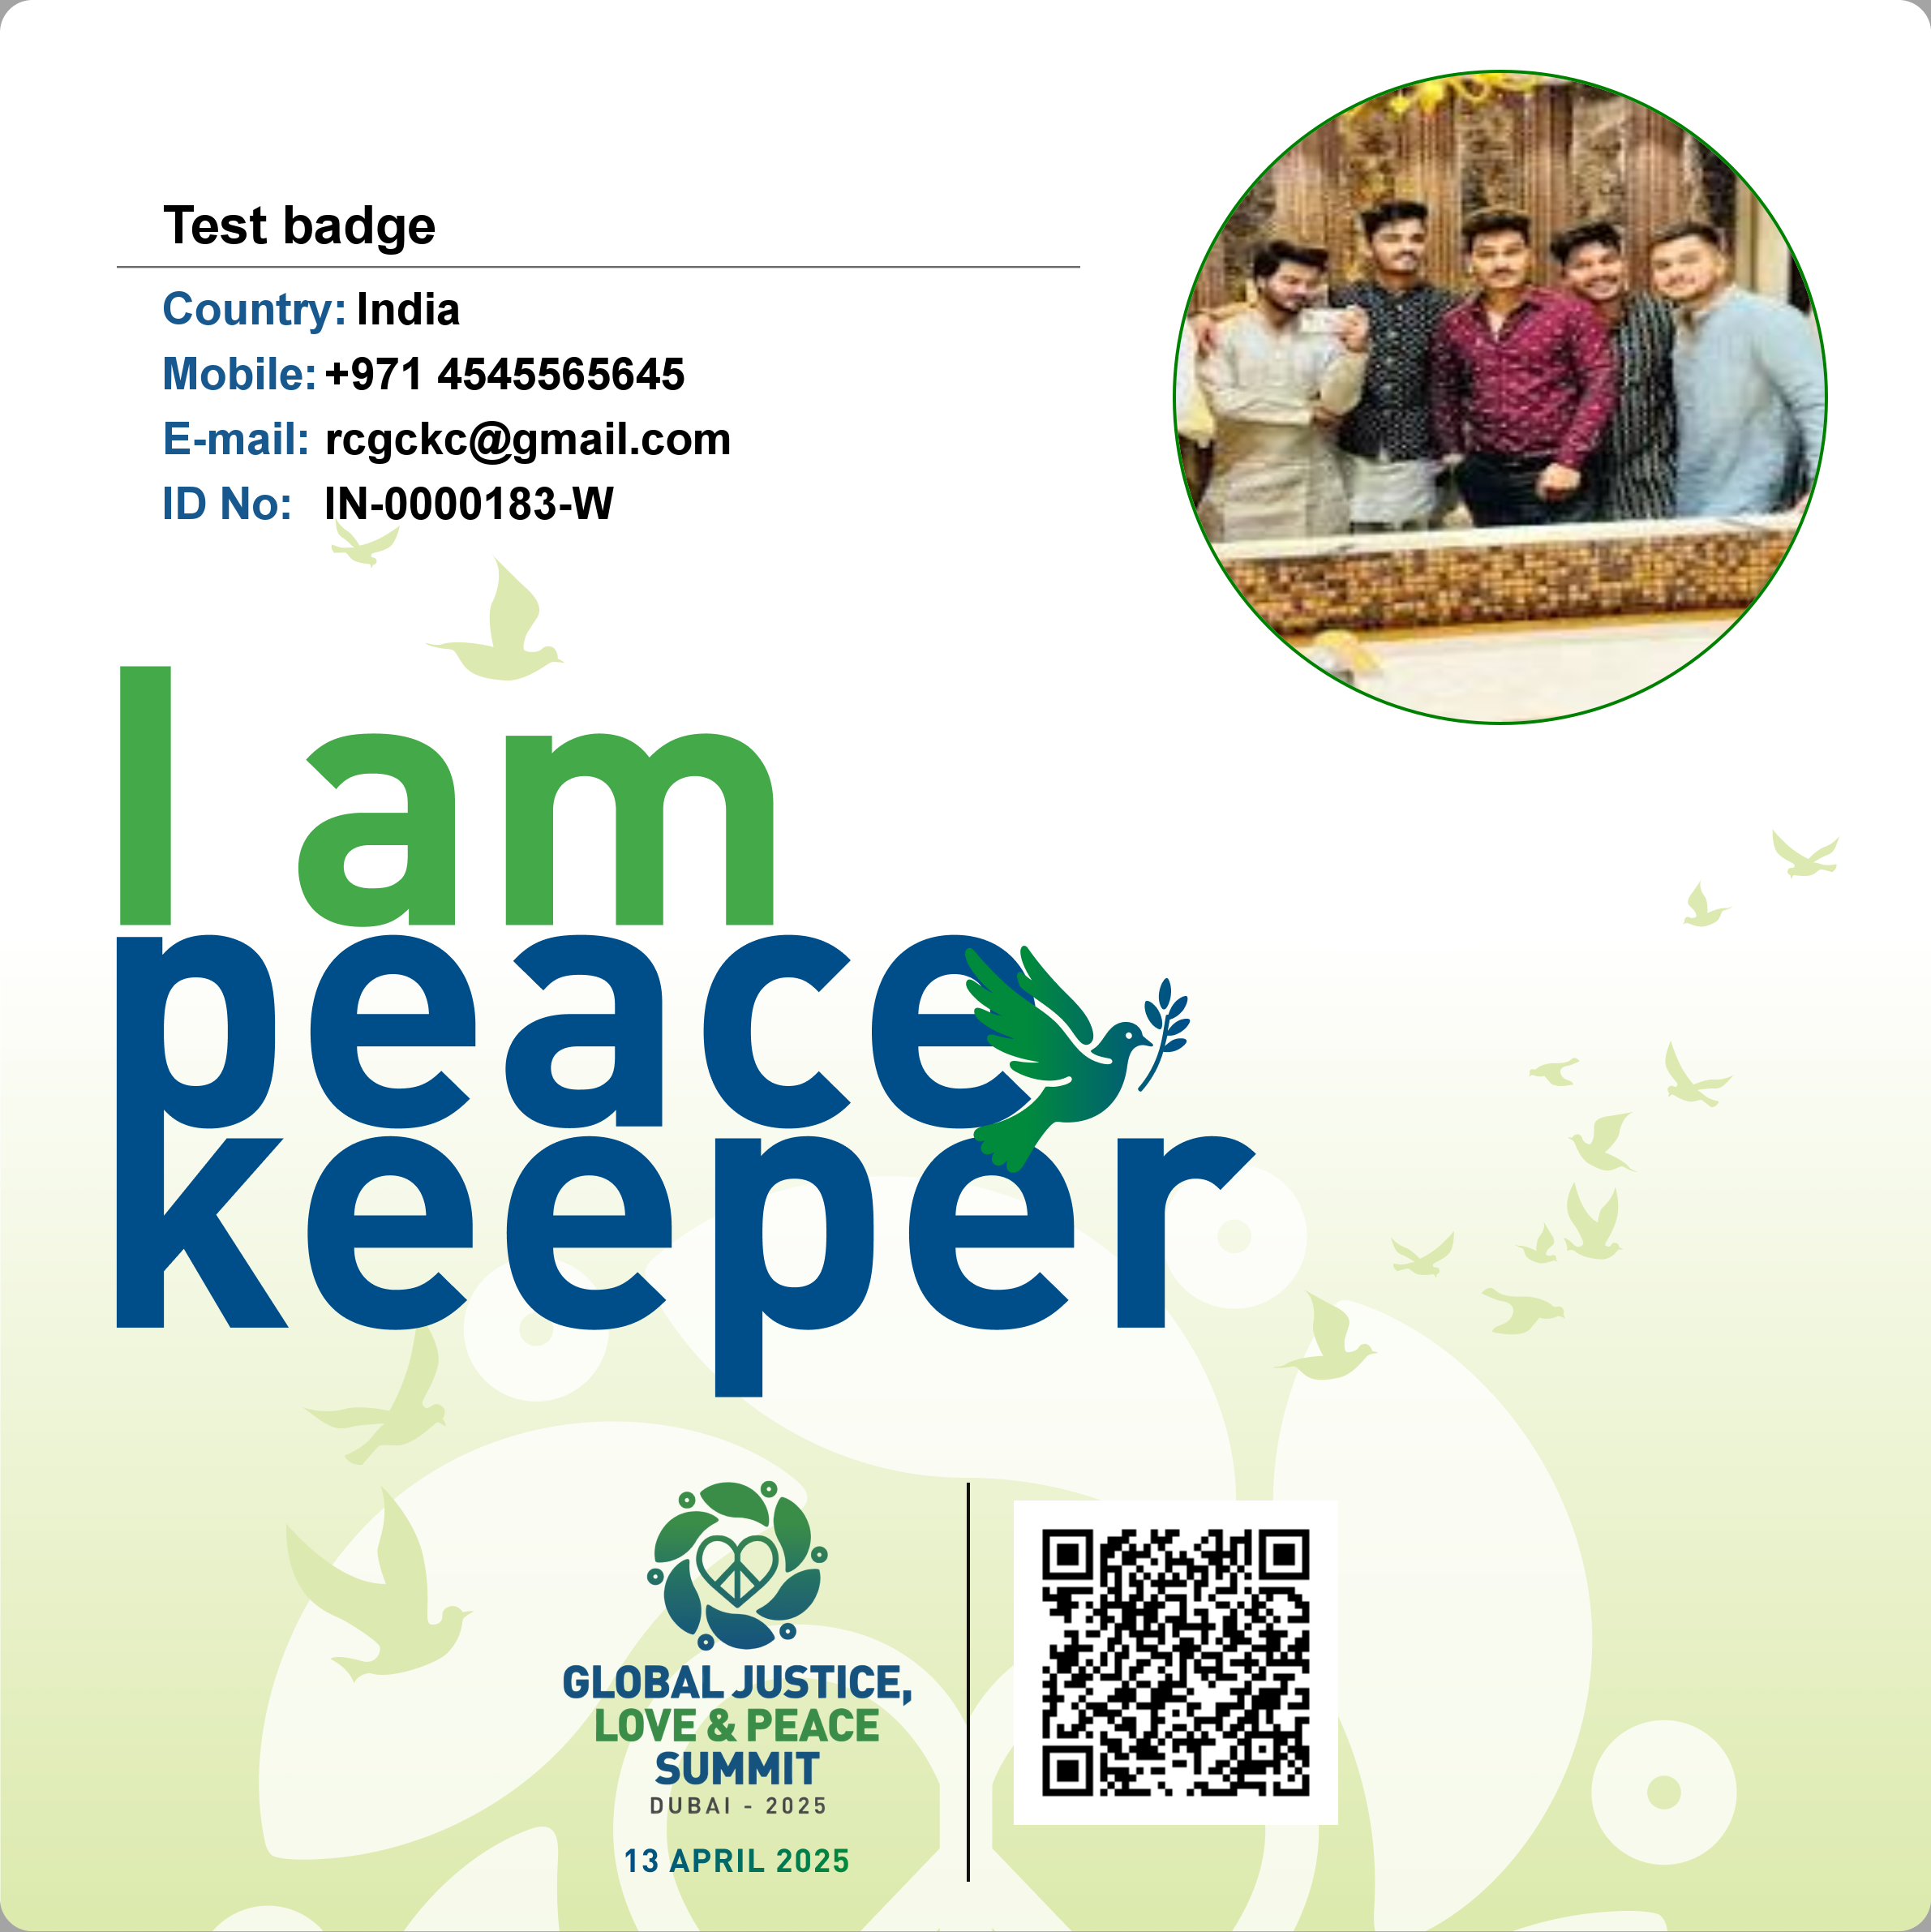 Test badge
Country: India
Mobile: +971 4545565645
E-mail: rcgckc@gmail.com
ID No: IN-0000183-W
I am
peace
keeper
GLOBAL JUSTICE,
LOVE & PEACE
SUMMIT
DUBAI - 2025
13 APRIL 2025